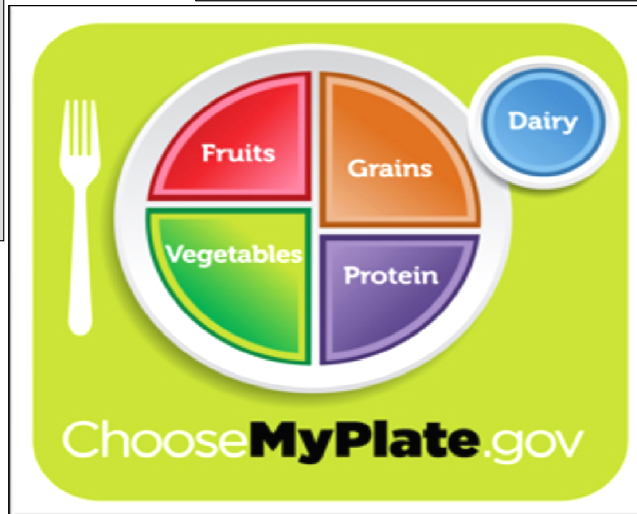 Dairy
Fruits
Grains
Vegetables
Protein
ChooseMyPlate.gov